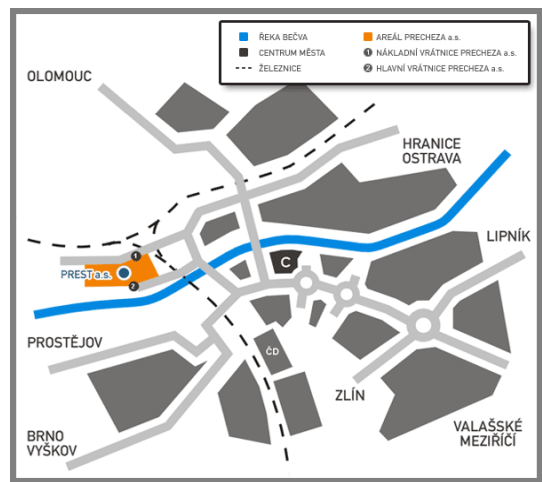 ŘEKA BEČVA
CENTRUM MĚSTA
ŽELEZNICE
AREÁL PRECHEZA a.s.
1 NÁKLADNÍ VRÁTNICE PRECHEZA a.s.
2 HLAVNÍ VRÁTNICE PRECHEZA a.s.
OLOMOUC
HRANICE
OSTRAVA
LIPNÍK
1
PREST a.s.
2
C
PROSTĚJOV
ČD
ZLÍN
BRNO
VYŠKOV
VALAŠSKÉ
MEZIŘÍČÍ